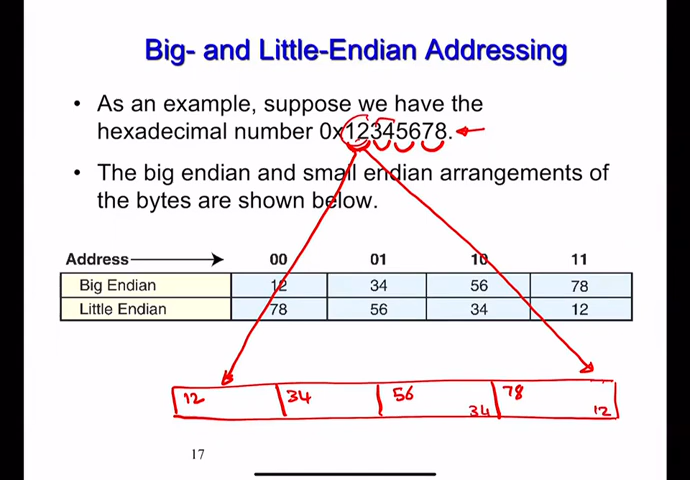 Big- and Little-Endian Addressing
• As an example, suppose we have the
hexadecimal number 0x12345678.
• The big endian and small endian arrangements of
the bytes are shown below.
Address 00 01 10 11
Big Endian 12 34 56 78
Little Endian 78 56 34 12
12 34 56 78
34 12
17